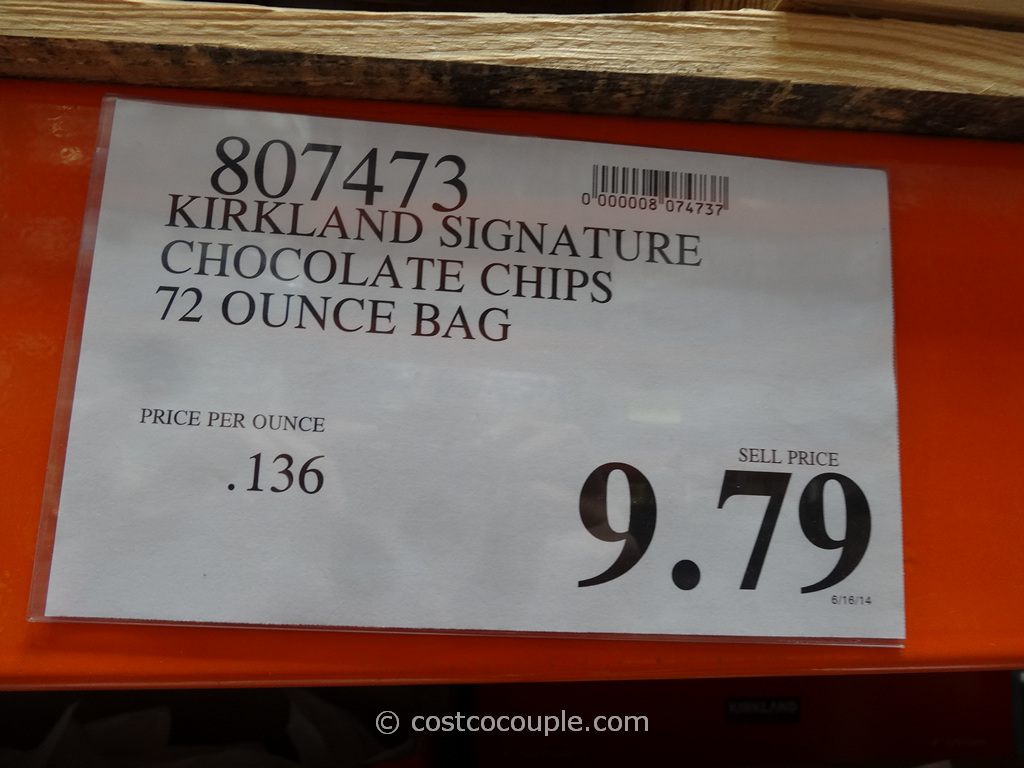 807473
0 000008 074737
KIRKLAND SIGNATURE
CHOCOLATE CHIPS
72 OUNCE BAG
PRICE PER OUNCE
.136
SELL PRICE
9.79
6/16/14
KIRKLAND
© costcocouple.com